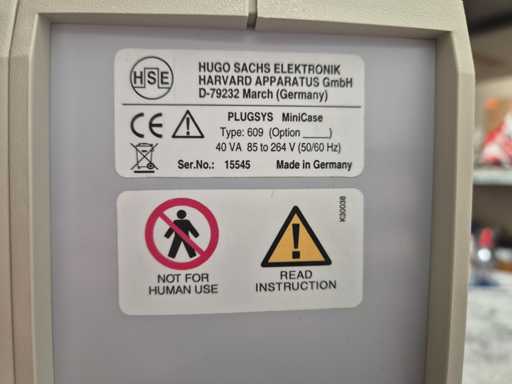 HSE
HUGO SACHS ELEKTRONIK
HARVARD APPARATUS GmbH
D-79232 March (Germany)
CE
PLUGSYS MiniCase
Type: 609 (Option _____)
40 VA 85 to 264 V (50/60 Hz)
Ser.No.: 15545 Made in Germany
NOT FOR
HUMAN USE
READ
INSTRUCTION
K30038